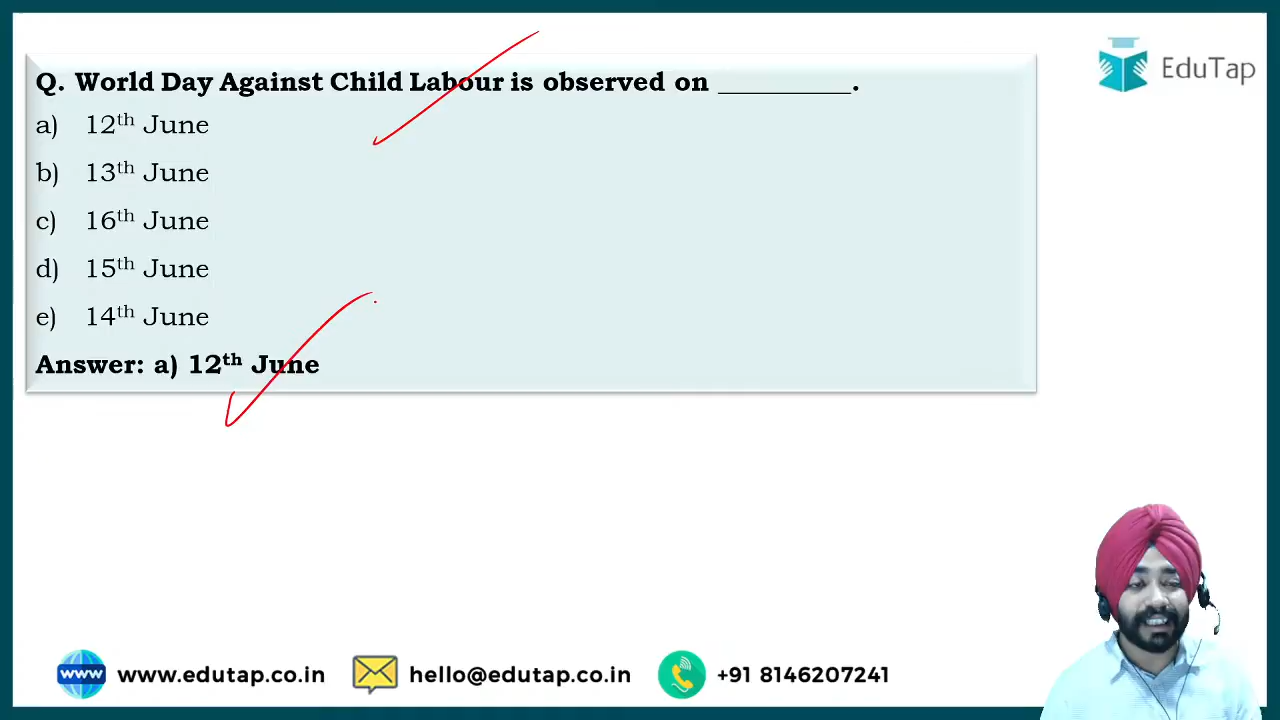 Q. World Day Against Child Labour is observed on __________.
EduTap
a) 12th June
b) 13th June
c) 16th June
d) 15th June
e) 14th June
Answer: a) 12th June
www www.edutap.co.in hello@edutap.co.in +91 8146207241